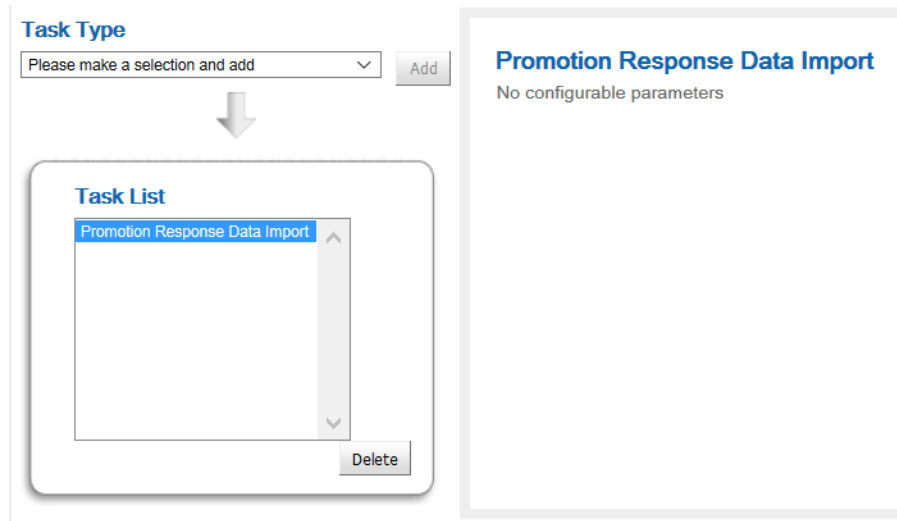 Task Type
Please make a selection and add
Add
Task List
Promotion Response Data Import
Delete
Promotion Response Data Import
No configurable parameters